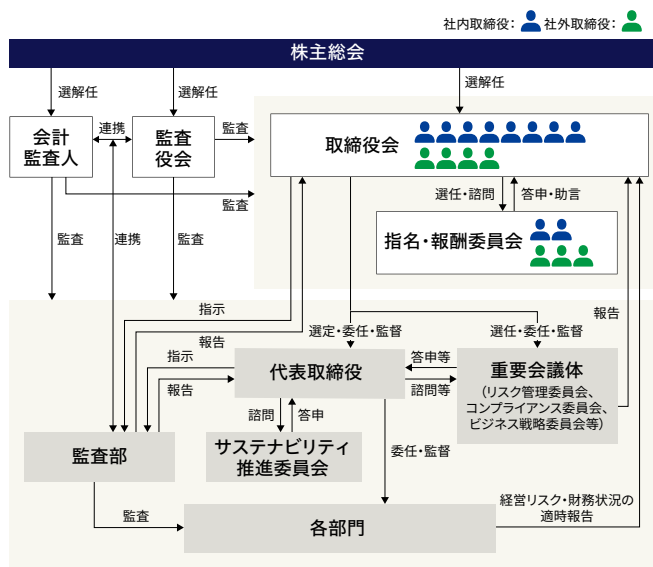 社内取締役: 社外取締役:
株主総会
選解任
選解任
選解任
会計
監査人
連携
監査
役会
監査
取締役会
監査
選任・諮問
答申・助言
指名・報酬委員会
監査
連携
監査
指示
報告
報告
選定・委任・監督
選任・委任・監督
指示
報告
代表取締役
答申等
諮問等
重要会議体
(リスク管理委員会、
コンプライアンス委員会、
ビジネス戦略委員会等)
諮問
答申
監査部
サステナビリティ
推進委員会
委任・監督
監査
各部門
経営リスク・財務状況の
適時報告